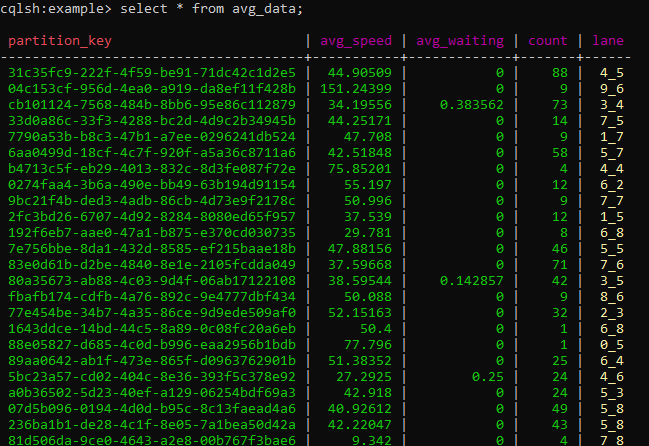 cqlsh:example> select * from avg_data;
partition_key | avg_speed | avg_waiting | count | lane
--------------------------------------+-----------+-------------+-------+------
31c35fc9-222f-4f59-be91-71dc42c1d2e5 | 44.90509 | 0 | 88 | 4_5
04c153cf-956d-4ea0-a919-da8ef11f428b | 151.24399 | 0 | 9 | 9_6
cb101124-7568-484b-8bb6-95e86c112879 | 34.19556 | 0.383562 | 73 | 3_4
33d0a86c-33f3-4288-bc2d-4d9c2b34945b | 44.25171 | 0 | 14 | 7_5
7790a53b-b8c3-47b1-a7ee-0296241db524 | 47.708 | 0 | 9 | 1_7
6aa0499d-18cf-4c7f-920f-a5a36c8711a6 | 42.51848 | 0 | 58 | 5_7
b4713c5f-eb29-4013-832c-8d3fe087f72e | 75.85201 | 0 | 4 | 4_4
0274faa4-3b6a-490e-bb49-63b194d91154 | 55.197 | 0 | 12 | 6_2
9bc21f4b-ded3-4adb-86cb-4d73e9f2178c | 50.996 | 0 | 9 | 7_7
2fc3bd26-6707-4d92-8284-8080ed65f957 | 37.539 | 0 | 12 | 1_5
192f6eb7-aae0-47a1-b875-e370cd030735 | 29.781 | 0 | 8 | 6_8
7e756bbe-8da1-432d-8585-ef215baae18b | 47.88156 | 0 | 46 | 5_5
83e0d61b-d2be-4840-8e1e-2105fcdda049 | 37.59668 | 0 | 71 | 7_6
80a35673-ab88-4c03-9d4f-06ab17122108 | 38.59544 | 0.142857 | 42 | 3_5
fbafb174-cdfb-4a76-892c-9e4777dbf434 | 50.088 | 0 | 9 | 8_6
77e454be-34b7-4a35-86ce-9d9ede509af0 | 52.15163 | 0 | 32 | 2_3
1643ddce-14bd-44c5-8a89-0c08fc20a6eb | 50.4 | 0 | 1 | 6_8
88e05827-d685-4c0d-b996-eaa2956b1bdb | 77.796 | 0 | 1 | 0_5
89aa0642-ab1f-473e-865f-d0963762901b | 51.38352 | 0 | 25 | 6_4
5bc23a57-cd02-404c-8e36-393f5c378e92 | 27.2925 | 0.25 | 24 | 4_6
a0b36502-5d23-40ef-a129-06254bdf69a3 | 42.918 | 0 | 24 | 5_3
07d5b096-0194-4d0d-b95c-8c13faead4a6 | 40.92612 | 0 | 49 | 5_8
236ba1b1-de28-4c1f-8e05-7a1bea50d42a | 42.22047 | 0 | 43 | 5_8
81d506da-9ce0-4643-a2e8-00b767f3bae6 | 9.342 | 0 | 4 | 7_8